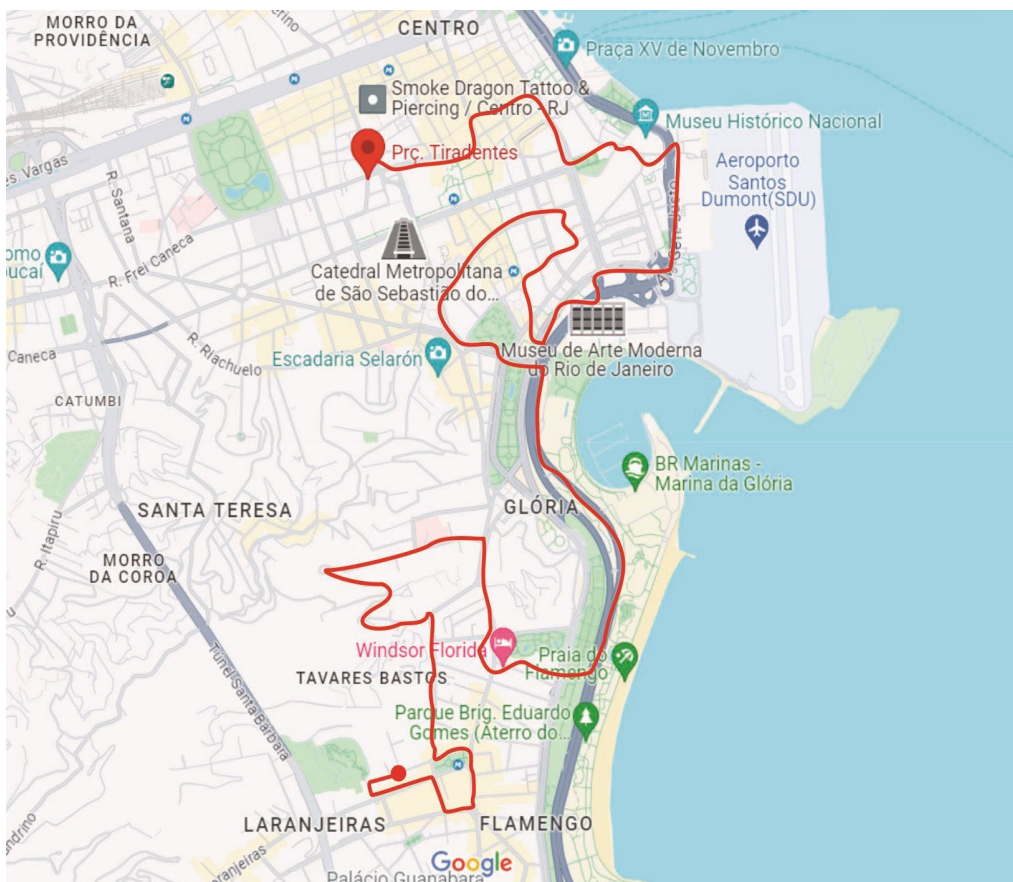 MORRO DA
PROVIDÊNCIA
CENTRO
Praça XV de Novembro
Smoke Dragon Tattoo &
Piercing / Centro - RJ
Museu Histórico Nacional
Prç. Tiradentes
Aeroporto
Santos
Dumont(SDU)
es Vargas
R. Santana
R. Frei Caneca
omo
oucaí
Catedral Metropolitana
de São Sebastião do...
R. Riachuelo
Caneca
Escadaria Selarón
Museu de Arte Moderna
do Rio de Janeiro
CATUMBI
BR Marinas -
Marina da Glória
SANTA TERESA
GLÓRIA
R. Itapiru
MORRO
DA COROA
Windsor Florida
Praia do
Flamengo
TAVARES BASTOS
Túnel Santa Bárbara
Parque Brig. Eduardo
Gomes (Aterro do...
LARANJEIRAS
FLAMENGO
Google
Palácio Guanabara